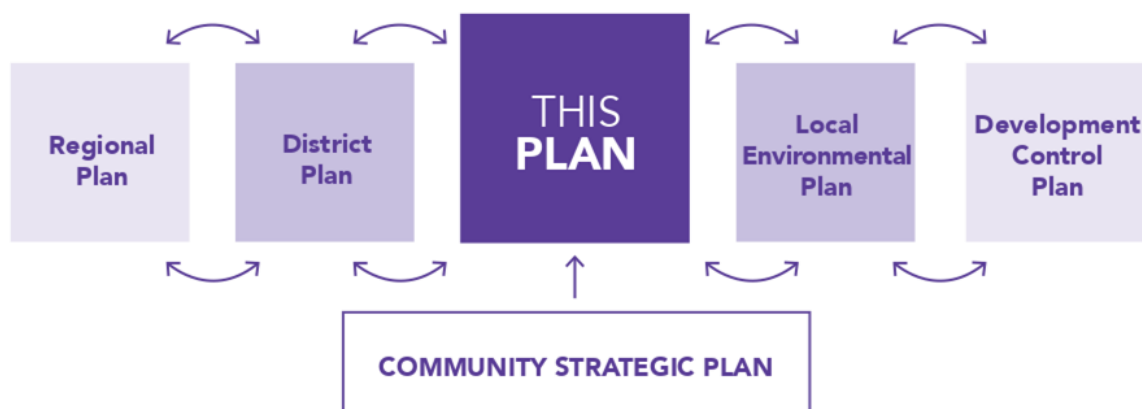 Regional
Plan
District
Plan
THIS
PLAN
Local
Environmental
Plan
Development
Control
Plan
COMMUNITY STRATEGIC PLAN